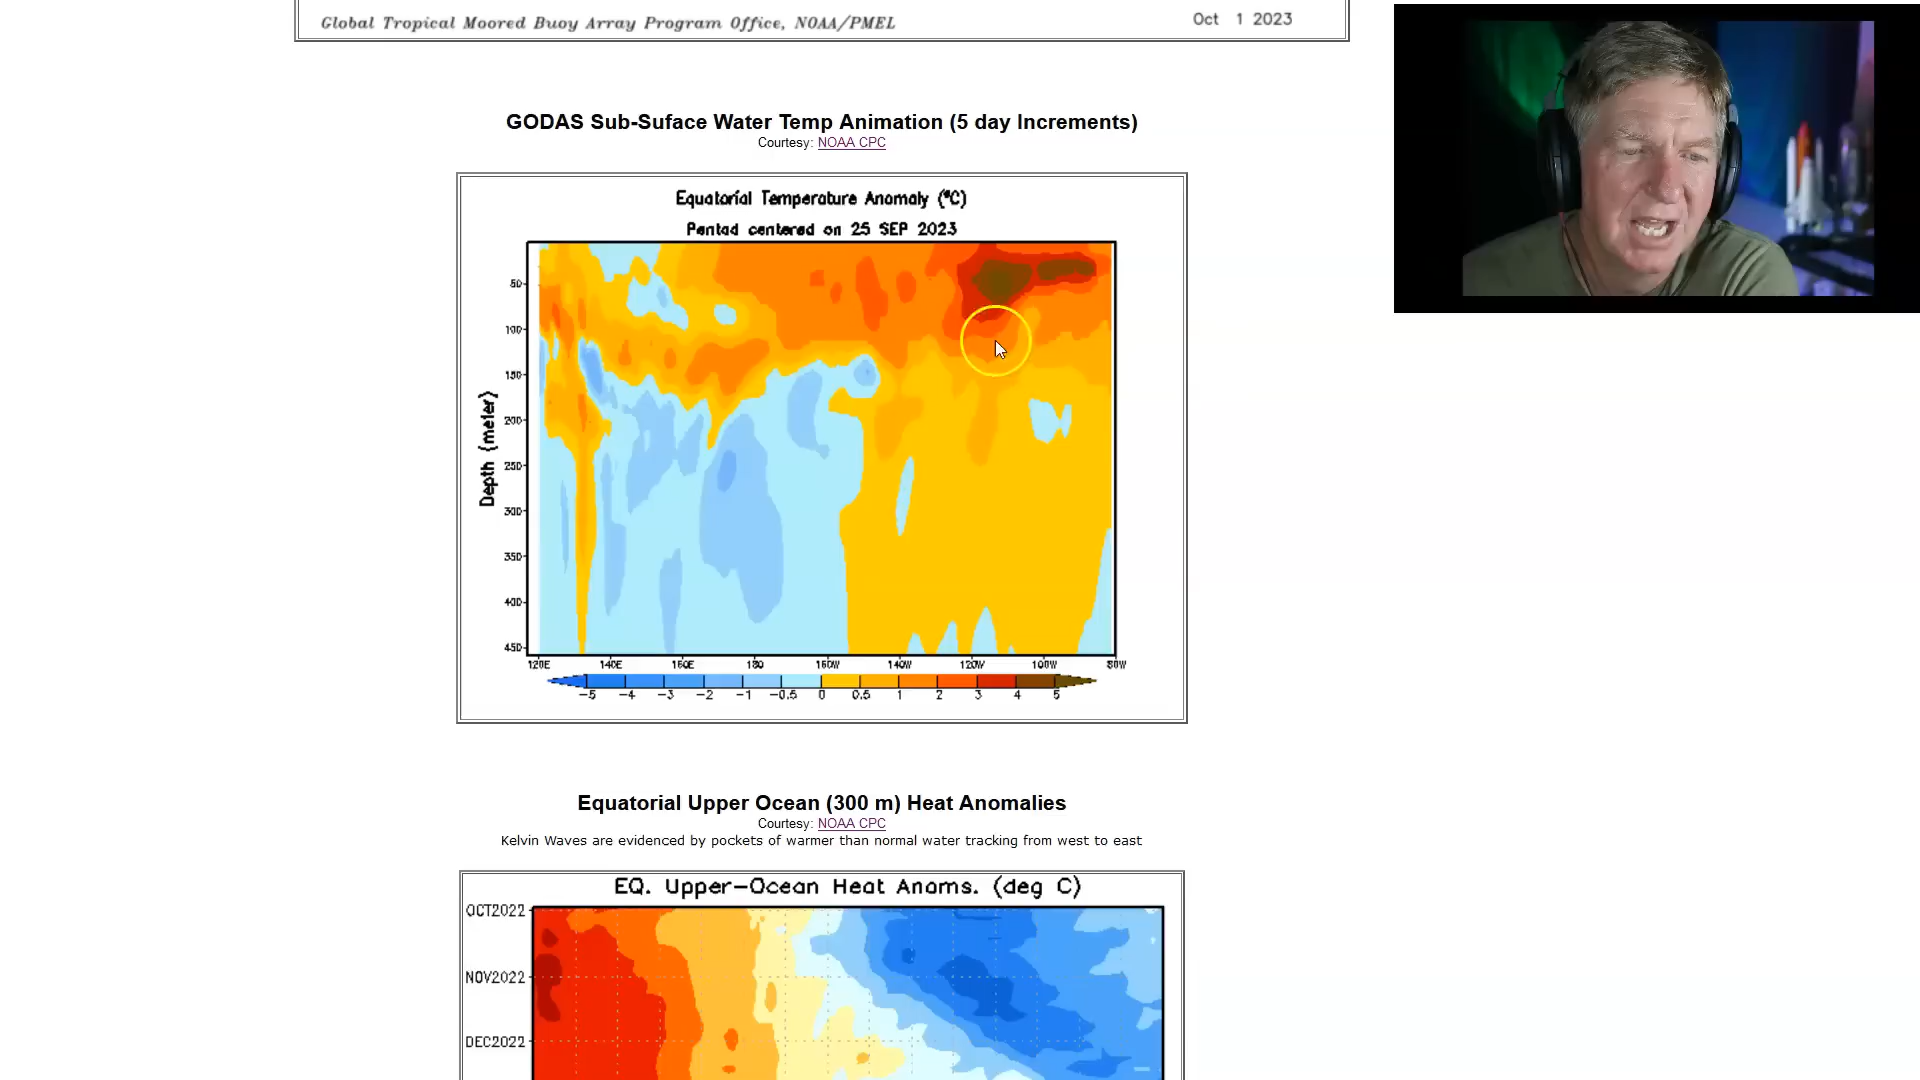 Global Tropical Moored Buoy Array Program Office, NOAA/PMEL
Oct 1 2023
GODAS Sub-Suface Water Temp Animation (5 day Increments)
Courtesy: NOAA CPC
Equatorial Temperature Anomaly (°C)
Pentad centered on 25 SEP 2023
Depth (meter)
50
100
150
200
250
300
350
400
450
120E 140E 160E 180 160W 140W 120W 100W 80W
-5 -4 -3 -2 -1 -0.5 0 0.5 1 2 3 4 5
Equatorial Upper Ocean (300 m) Heat Anomalies
Courtesy: NOAA CPC
Kelvin Waves are evidenced by pockets of warmer than normal water tracking from west to east
EQ. Upper-Ocean Heat Anoms. (deg C)
OCT2022
NOV2022
DEC2022